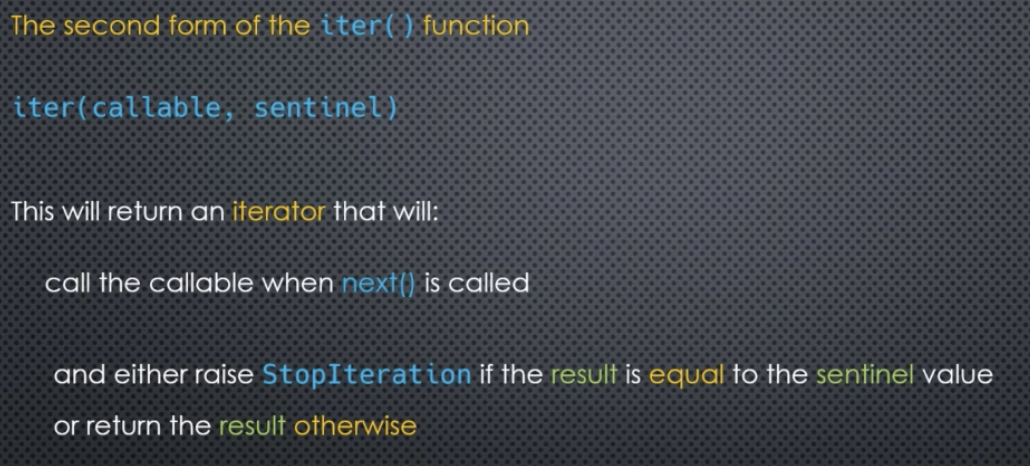 The second form of the iter() function
iter(callable, sentinel)
This will return an iterator that will:
call the callable when next() is called
and either raise StopIteration if the result is equal to the sentinel value
or return the result otherwise